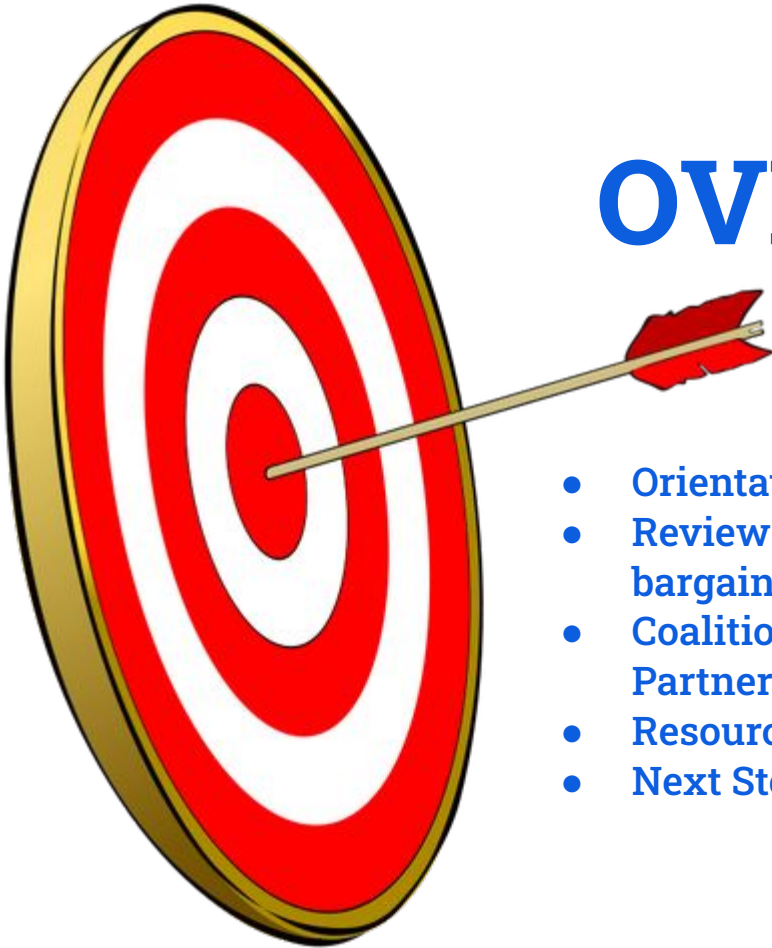 OV
● Orienta
● Review
bargain
● Coalitio
Partner
● Resourc
● Next St